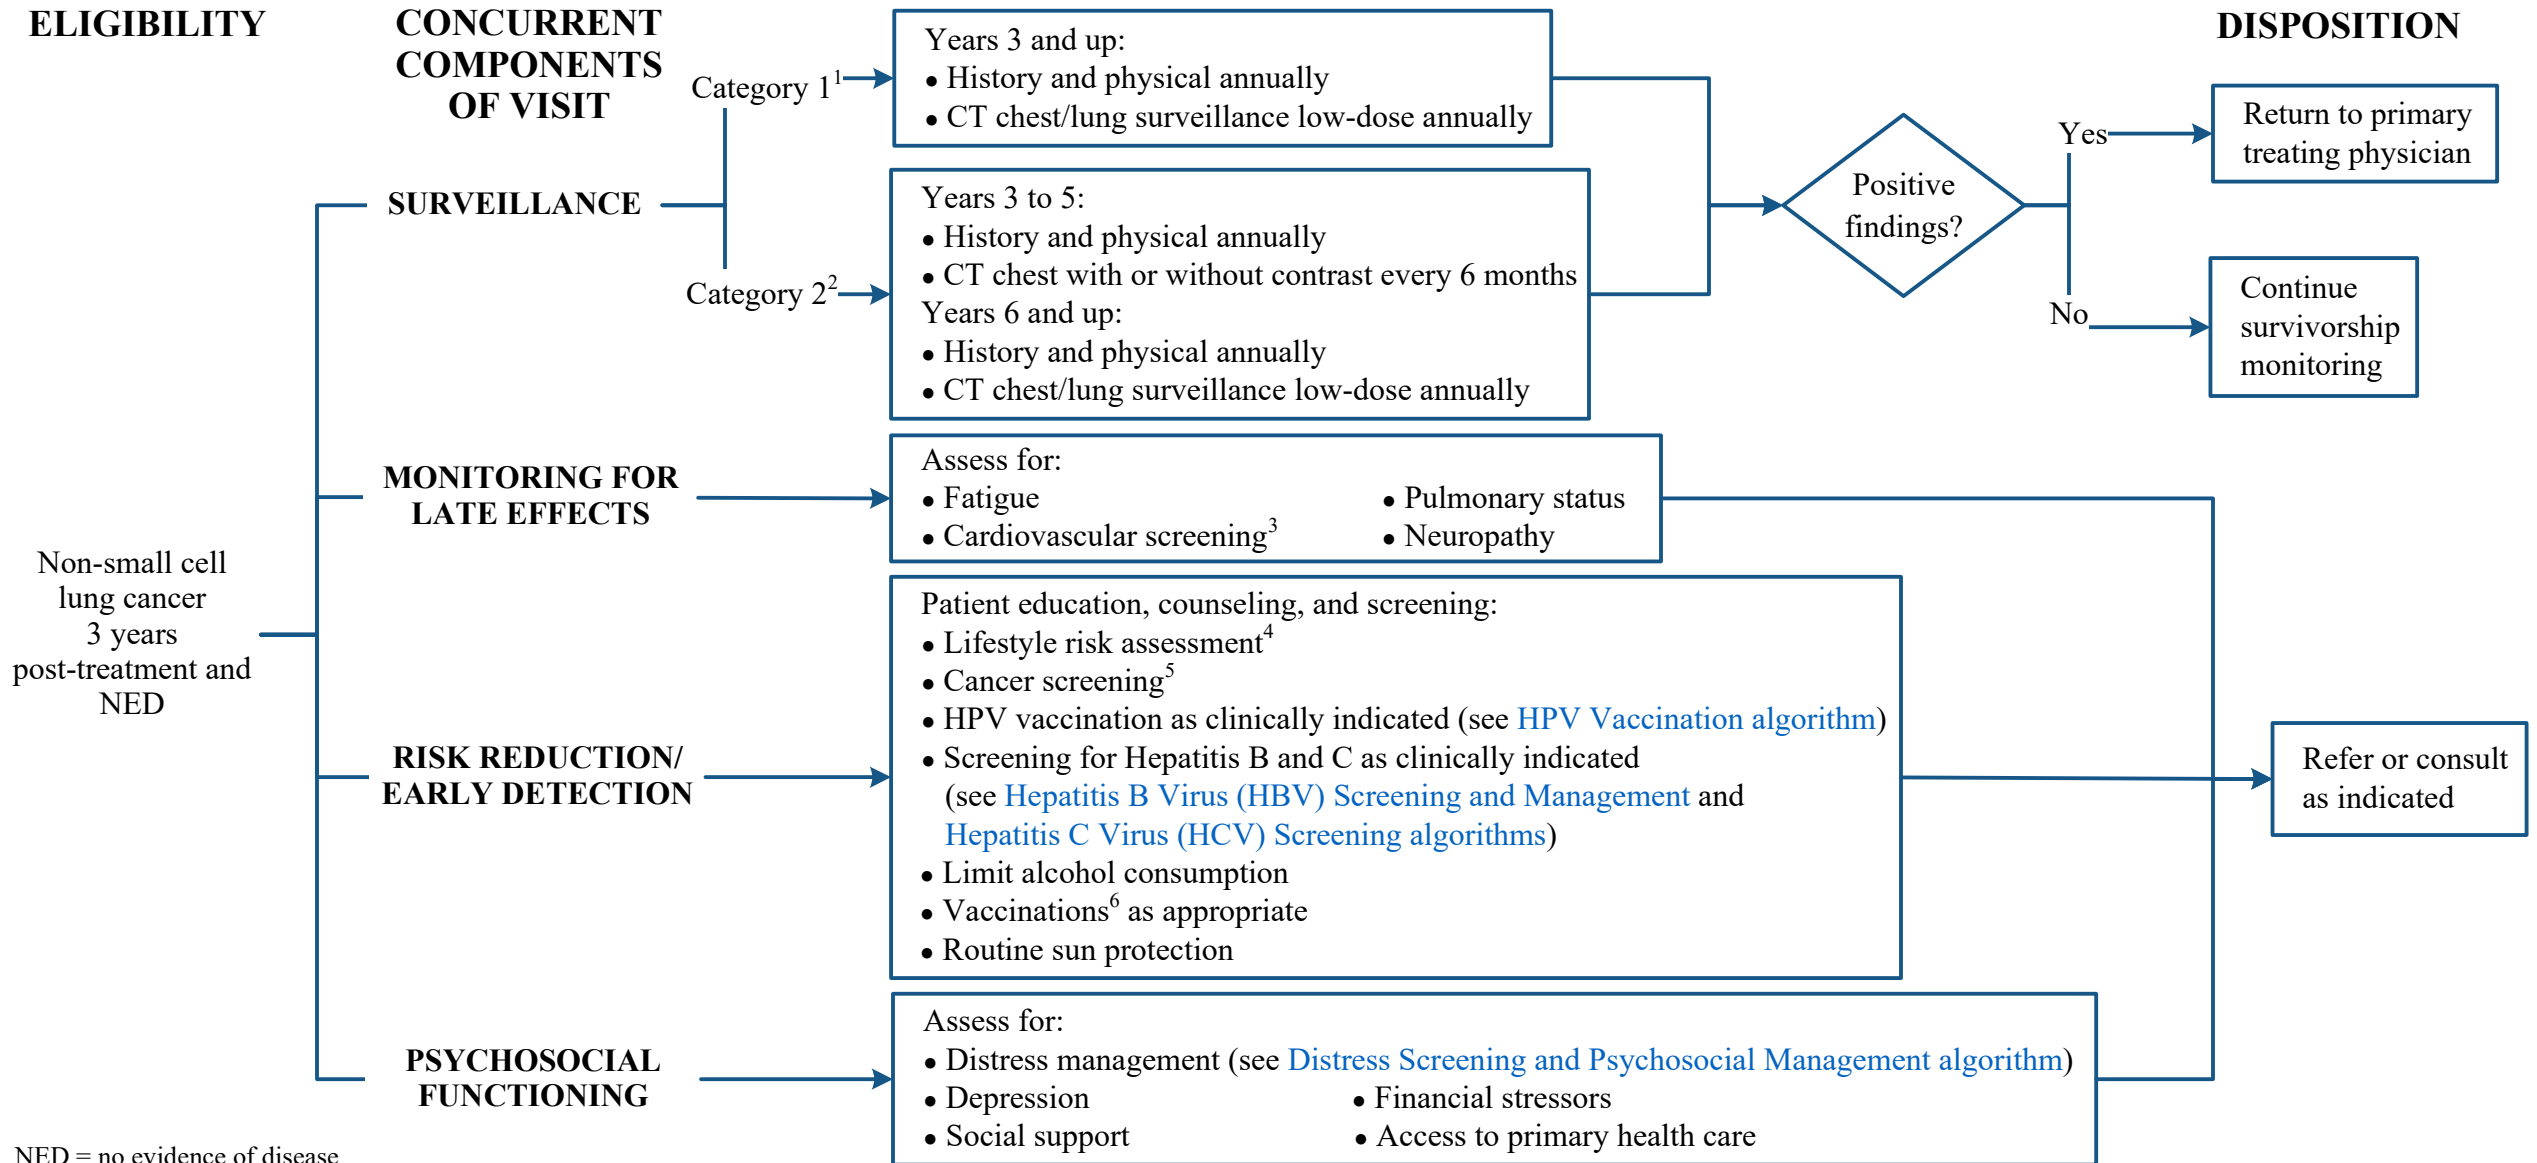 ELIGIBILITY
CONCURRENT
COMPONENTS
OF VISIT
DISPOSITION
Non-small cell
lung cancer
3 years
post-treatment and
NED
SURVEILLANCE
Category 1¹
Years 3 and up:
● History and physical annually
● CT chest/lung surveillance low-dose annually
Category 2²
Years 3 to 5:
● History and physical annually
● CT chest with or without contrast every 6 months
Years 6 and up:
● History and physical annually
● CT chest/lung surveillance low-dose annually
Positive
findings?
Yes
Return to primary
treating physician
No
Continue
survivorship
monitoring
MONITORING FOR
LATE EFFECTS
Assess for:
● Fatigue
● Cardiovascular screening³
● Pulmonary status
● Neuropathy
RISK REDUCTION/
EARLY DETECTION
Patient education, counseling, and screening:
● Lifestyle risk assessment⁴
● Cancer screening⁵
● HPV vaccination as clinically indicated (see HPV Vaccination algorithm)
● Screening for Hepatitis B and C as clinically indicated
(see Hepatitis B Virus (HBV) Screening and Management and
Hepatitis C Virus (HCV) Screening algorithms)
● Limit alcohol consumption
● Vaccinations⁶ as appropriate
● Routine sun protection
Refer or consult
as indicated
PSYCHOSOCIAL
FUNCTIONING
Assess for:
● Distress management (see Distress Screening and Psychosocial Management algorithm)
● Depression
● Social support
● Financial stressors
● Access to primary health care
NED = no evidence of disease